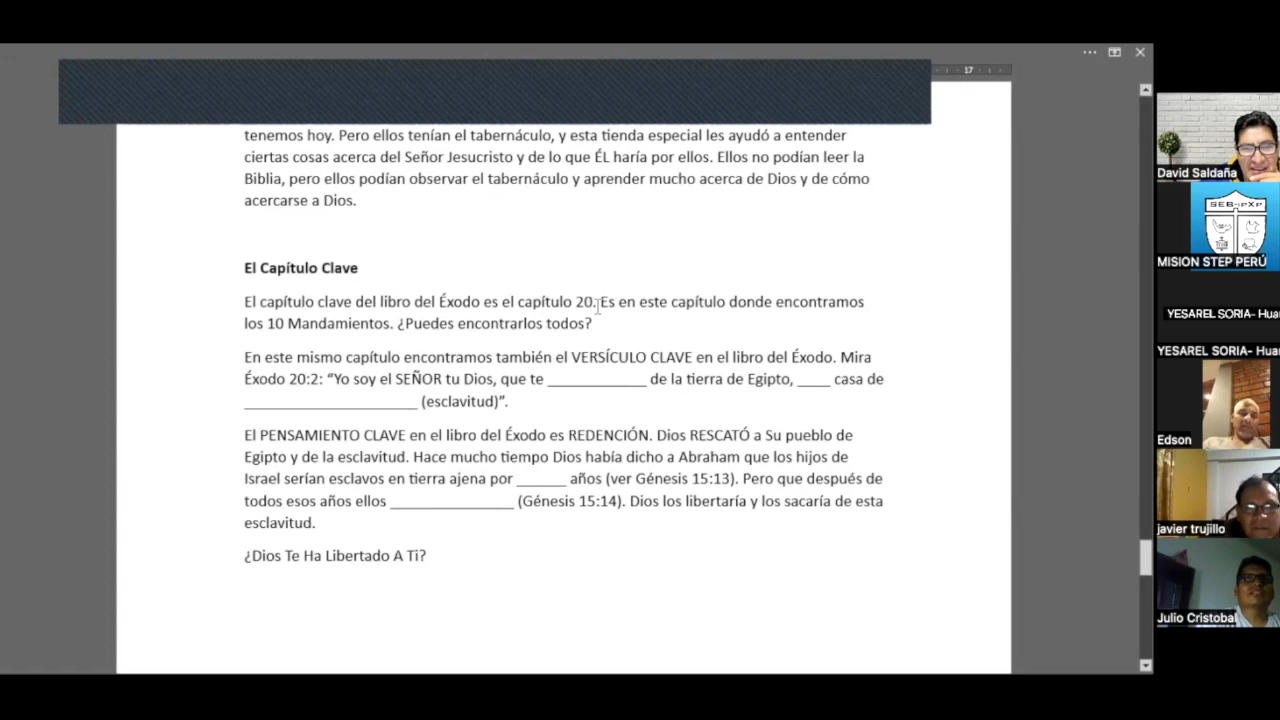 17
tenemos hoy. Pero ellos tenían el tabernáculo, y esta tienda especial les ayudó a entender
ciertas cosas acerca del Señor Jesucristo y de lo que ÉL haría por ellos. Ellos no podían leer la
Biblia, pero ellos podían observar el tabernáculo y aprender mucho acerca de Dios y de cómo
acercarse a Dios.
El Capítulo Clave
El capítulo clave del libro del Éxodo es el capítulo 20. Es en este capítulo donde encontramos
los 10 Mandamientos. ¿Puedes encontrarlos todos?
En este mismo capítulo encontramos también el VERSÍCULO CLAVE en el libro del Éxodo. Mira
Éxodo 20:2: “Yo soy el SEÑOR tu Dios, que te ____________ de la tierra de Egipto, ____ casa de
_____________________ (esclavitud)”.
El PENSAMIENTO CLAVE en el libro del Éxodo es REDENCIÓN. Dios RESCATÓ a Su pueblo de
Egipto y de la esclavitud. Hace mucho tiempo Dios había dicho a Abraham que los hijos de
Israel serían esclavos en tierra ajena por ______ años (ver Génesis 15:13). Pero que después de
todos esos años ellos _______________ (Génesis 15:14). Dios los libertaría y los sacaría de esta
esclavitud.
¿Dios Te Ha Libertado A Ti?
David Saldaña
SEB-IPXP
MISION STEP PERÚ
YESAREL SORIA- Hua
YESAREL SORIA- Huar
Edson
javier trujillo
Julio Cristobal